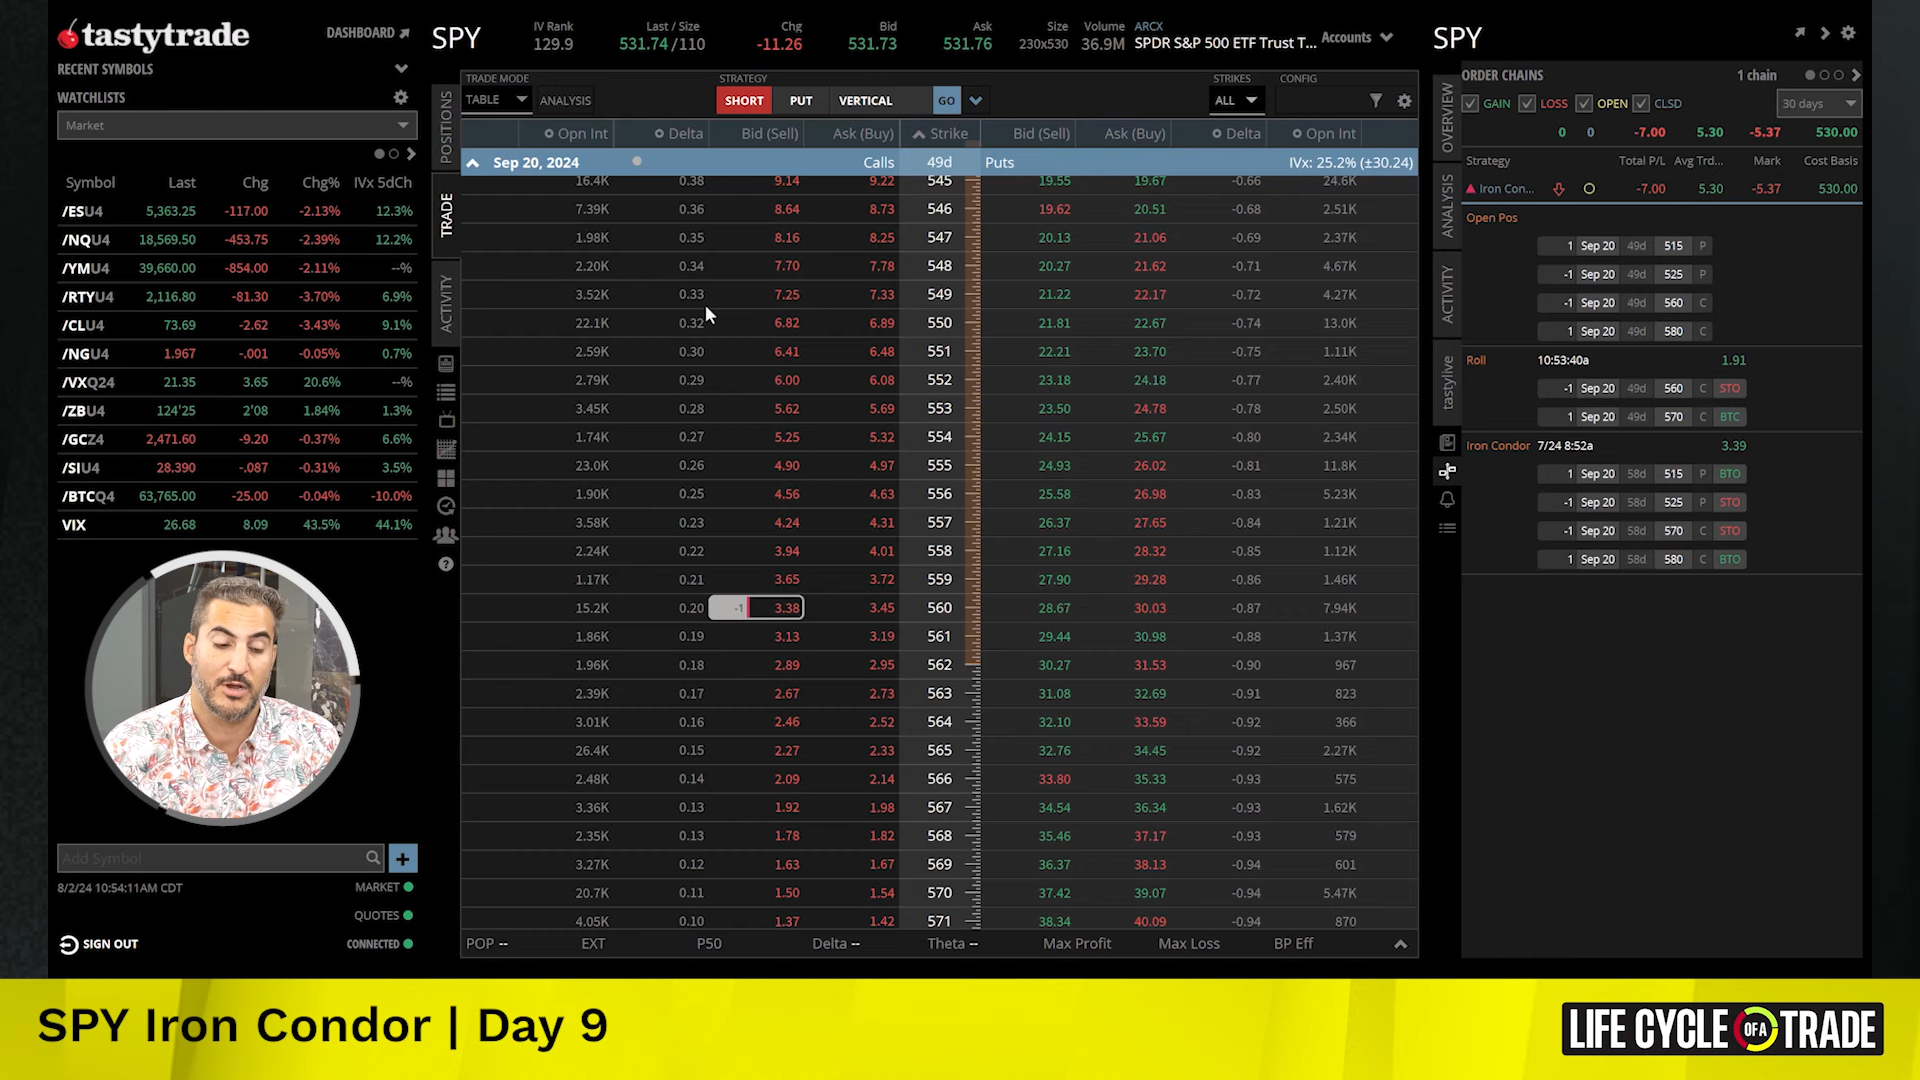 tastytrade
DASHBOARD
RECENT SYMBOLS
WATCHLISTS
Market
Symbol Last Chg Chg% IVx 5dCh
/ESU4 5,363.25 -117.00 -2.13% 12.3%
/NQU4 18,569.50 -453.75 -2.39% 12.2%
/YMU4 39,660.00 -854.00 -2.11% --%
/RTYU4 2,116.80 -81.30 -3.70% 6.9%
/CLU4 73.69 -2.62 -3.43% 9.1%
/NGU4 1.967 -.001 -0.05% 0.7%
/VXQ24 21.35 3.65 20.6% --%
/ZBU4 124'25 2'08 1.84% 1.3%
/GCZ4 2,471.60 -9.20 -0.37% 6.6%
/SIU4 28.390 -.087 -0.31% 3.5%
/BTCQ4 63,765.00 -25.00 -0.04% -10.0%
VIX 26.68 8.09 43.5% 44.1%
Add Symbol
8/2/24 10:54:11AM CDT MARKET
QUOTES
SIGN OUT CONNECTED
POSITIONS
TRADE
ACTIVITY
SPY
IV Rank Last / Size Chg Bid Ask Size Volume ARCX
129.9 531.74 / 110 -11.26 531.73 531.76 230x530 36.9M SPDR S&P 500 ETF Trust T... Accounts
TRADE MODE STRATEGY STRIKES CONFIG
TABLE ANALYSIS SHORT PUT VERTICAL GO ALL
Opn Int Delta Bid (Sell) Ask (Buy) Strike Bid (Sell) Ask (Buy) Delta Opn Int
Sep 20, 2024 Calls 49d Puts IVx: 25.2% (±30.24)
16.4K 0.38 9.14 9.22 545 19.55 19.67 -0.66 24.6K
7.39K 0.36 8.64 8.73 546 19.62 20.51 -0.68 2.51K
1.98K 0.35 8.16 8.25 547 20.13 21.06 -0.69 2.37K
2.20K 0.34 7.70 7.78 548 20.27 21.62 -0.71 4.67K
3.52K 0.33 7.25 7.33 549 21.22 22.17 -0.72 4.27K
22.1K 0.32 6.82 6.89 550 21.81 22.67 -0.74 13.0K
2.59K 0.30 6.41 6.48 551 22.21 23.70 -0.75 1.11K
2.79K 0.29 6.00 6.08 552 23.18 24.18 -0.77 2.40K
3.45K 0.28 5.62 5.69 553 23.50 24.78 -0.78 2.50K
1.74K 0.27 5.25 5.32 554 24.15 25.67 -0.80 2.34K
23.0K 0.26 4.90 4.97 555 24.93 26.02 -0.81 11.8K
1.90K 0.25 4.56 4.63 556 25.58 26.98 -0.83 5.23K
3.58K 0.23 4.24 4.31 557 26.37 27.65 -0.84 1.21K
2.24K 0.22 3.94 4.01 558 27.16 28.32 -0.85 1.12K
1.17K 0.21 3.65 3.72 559 27.90 29.28 -0.86 1.46K
15.2K 0.20 -1 3.38 3.45 560 28.67 30.03 -0.87 7.94K
1.86K 0.19 3.13 3.19 561 29.44 30.98 -0.88 1.37K
1.96K 0.18 2.89 2.95 562 30.27 31.53 -0.90 967
2.39K 0.17 2.67 2.73 563 31.08 32.69 -0.91 823
3.01K 0.16 2.46 2.52 564 32.10 33.59 -0.92 366
26.4K 0.15 2.27 2.33 565 32.76 34.45 -0.92 2.27K
2.48K 0.14 2.09 2.14 566 33.80 35.33 -0.93 575
3.36K 0.13 1.92 1.98 567 34.54 36.34 -0.93 1.62K
2.35K 0.13 1.78 1.82 568 35.46 37.17 -0.93 579
3.27K 0.12 1.63 1.67 569 36.37 38.13 -0.94 601
20.7K 0.11 1.50 1.54 570 37.42 39.07 -0.94 5.47K
4.05K 0.10 1.37 1.42 571 38.34 40.09 -0.94 870
POP -- EXT P50 Delta -- Theta -- Max Profit Max Loss BP Eff
OVERVIEW
ANALYSIS
ACTIVITY
tastylive
SPY
ORDER CHAINS 1 chain
GAIN LOSS OPEN CLSD 30 days
0 0 -7.00 5.30 -5.37 530.00
Strategy Total P/L Avg Trd... Mark Cost Basis
Iron Con... -7.00 5.30 -5.37 530.00
Open Pos
1 Sep 20 49d 515 P
-1 Sep 20 49d 525 P
-1 Sep 20 49d 560 C
1 Sep 20 49d 580 C
Roll 10:53:40a 1.91
-1 Sep 20 49d 560 C STO
1 Sep 20 49d 570 C BTC
Iron Condor 7/24 8:52a 3.39
1 Sep 20 58d 515 P BTO
-1 Sep 20 58d 525 P STO
-1 Sep 20 58d 570 C STO
1 Sep 20 58d 580 C BTO
SPY Iron Condor | Day 9
LIFE CYCLE OF A TRADE